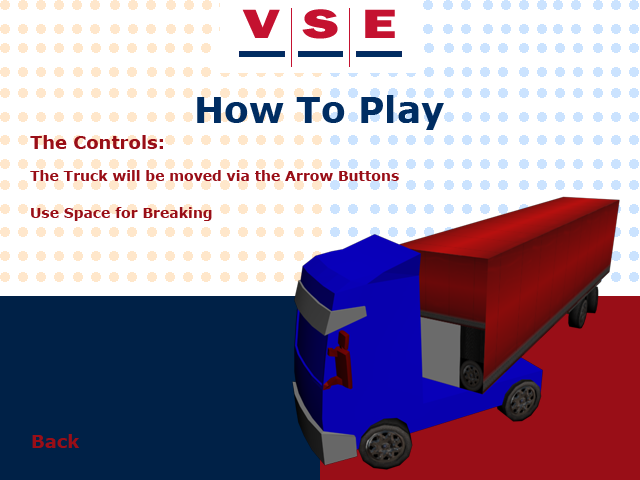 VSE
How To Play
The Controls:
The Truck will be moved via the Arrow Buttons
Use Space for Breaking
Back